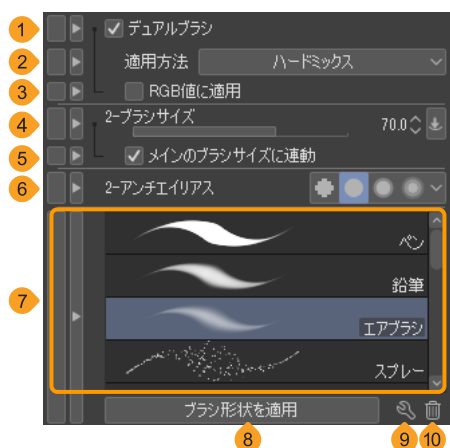 1 デュアルブラシ
2 適用方法 ハードミックス
3 RGB値に適用
4 2-ブラシサイズ 70.0
5 メインのブラシサイズに連動
6 2-アンチエイリアス
ペン
鉛筆
7 エアブラシ
スプレー
ブラシ形状を適用
8 9 10